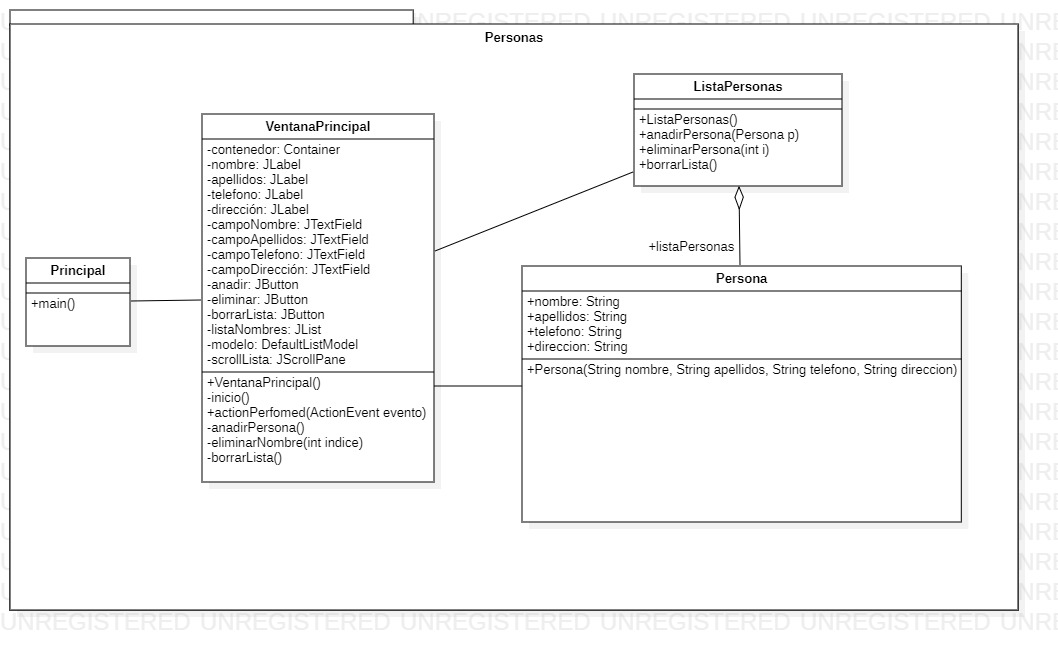 UNREGISTERED UNREGISTERED UNREGISTERED UNRE
Personas
Principal
+main()
VentanaPrincipal
-contenedor: Container
-nombre: JLabel
-apellidos: JLabel
-telefono: JLabel
-dirección: JLabel
-campoNombre: JTextField
-campoApellidos: JTextField
-campoTelefono: JTextField
-campoDirección: JTextField
-anadir: JButton
-eliminar: JButton
-borrarLista: JButton
-listaNombres: JList
-modelo: DefaultListModel
-scrollLista: JScrollPane
+VentanaPrincipal()
-inicio()
+actionPerfomed(ActionEvent evento)
-anadirPersona()
-eliminarNombre(int indice)
-borrarLista()
ListaPersonas
+ListaPersonas()
+anadirPersona(Persona p)
+eliminarPersona(int i)
+borrarLista()
+listaPersonas
Persona
+nombre: String
+apellidos: String
+telefono: String
+direccion: String
+Persona(String nombre, String apellidos, String telefono, String direccion)
UNREGISTERED UNREGISTERED UNREGISTERED UNREGISTERED UNREGISTERED UNRE